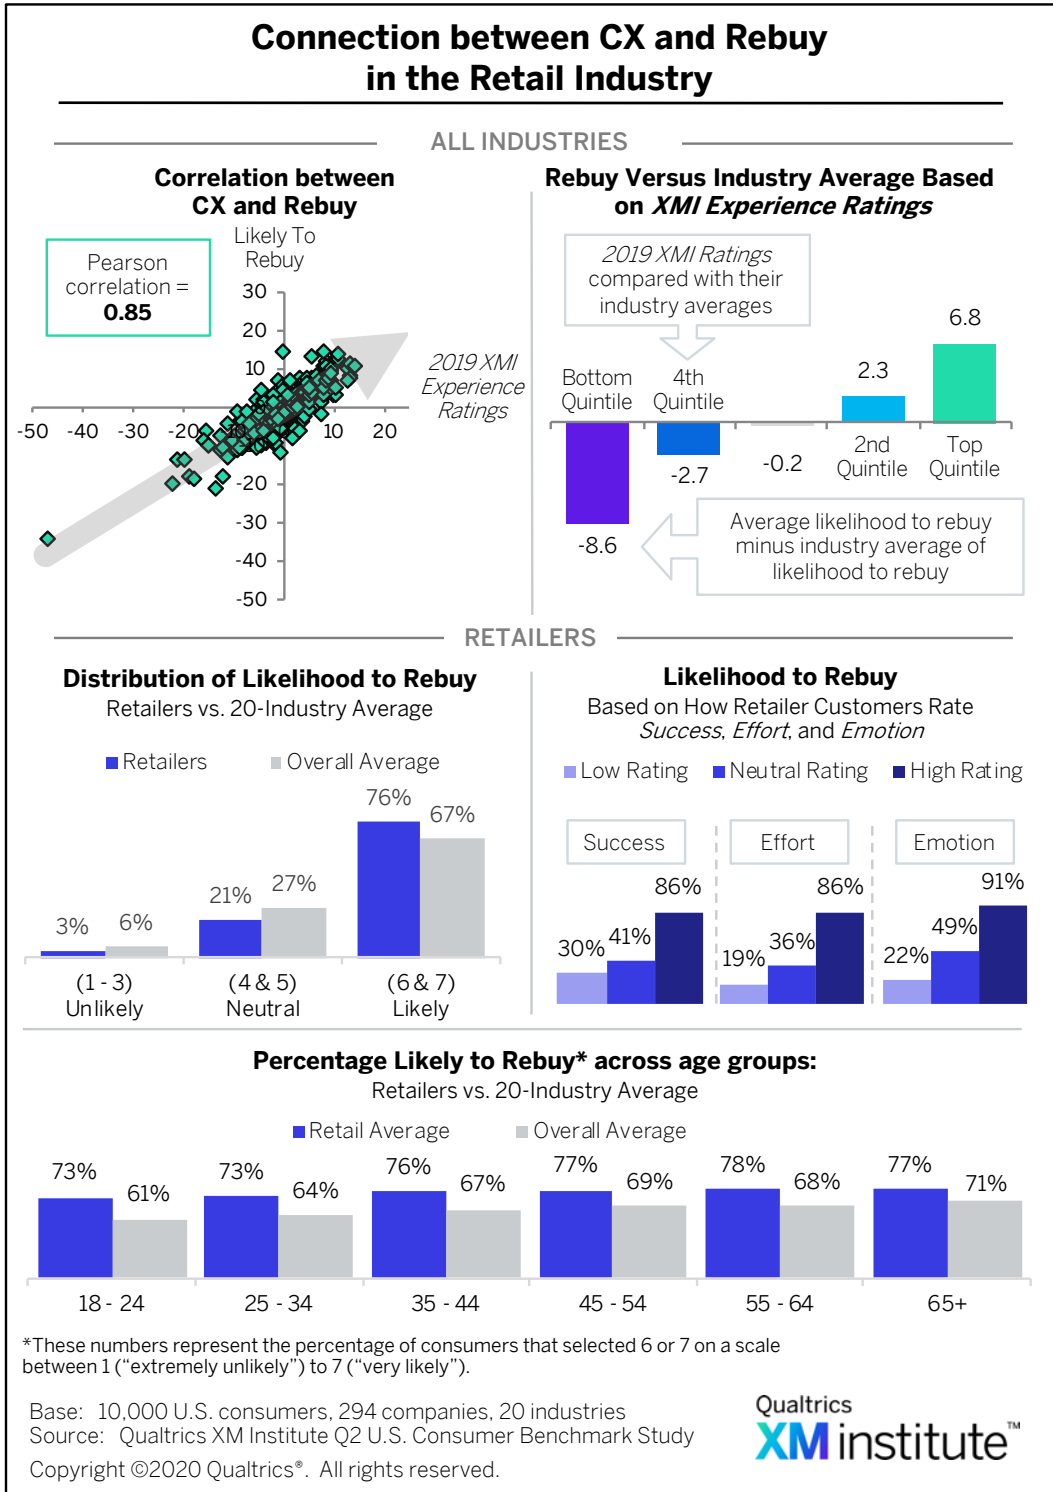 Connection between CX and Rebuy
in the Retail Industry
ALL INDUSTRIES
Correlation between
CX and Rebuy
Pearson
correlation =
0.85
Likely To
Rebuy
30
20
10
-50 -40 -30 -20 -10 10 20
-20
-30
-40
-50
2019 XMI
Experience
Ratings
Rebuy Versus Industry Average Based
on XMI Experience Ratings
2019 XMI Ratings
compared with their
industry averages
Bottom
Quintile
4th
Quintile
2nd
Quintile
Top
Quintile
-8.6
-2.7
-0.2
2.3
6.8
Average likelihood to rebuy
minus industry average of
likelihood to rebuy
RETAILERS
Distribution of Likelihood to Rebuy
Retailers vs. 20-Industry Average
Retailers Overall Average
3% 6%
21% 27%
76% 67%
(1 - 3)
Unlikely
(4 & 5)
Neutral
(6 & 7)
Likely
Likelihood to Rebuy
Based on How Retailer Customers Rate
Success, Effort, and Emotion
Low Rating Neutral Rating High Rating
Success
30% 41% 86%
Effort
19% 36% 86%
Emotion
22% 49% 91%
Percentage Likely to Rebuy* across age groups:
Retailers vs. 20-Industry Average
Retail Average Overall Average
73% 61% 73% 64% 76% 67% 77% 69% 78% 68% 77% 71%
18 - 24 25 - 34 35 - 44 45 - 54 55 - 64 65+
*These numbers represent the percentage of consumers that selected 6 or 7 on a scale
between 1 (“extremely unlikely”) to 7 (“very likely”).
Base: 10,000 U.S. consumers, 294 companies, 20 industries
Source: Qualtrics XM Institute Q2 U.S. Consumer Benchmark Study
Copyright ©2020 Qualtrics®. All rights reserved.
Qualtrics
XM institute™